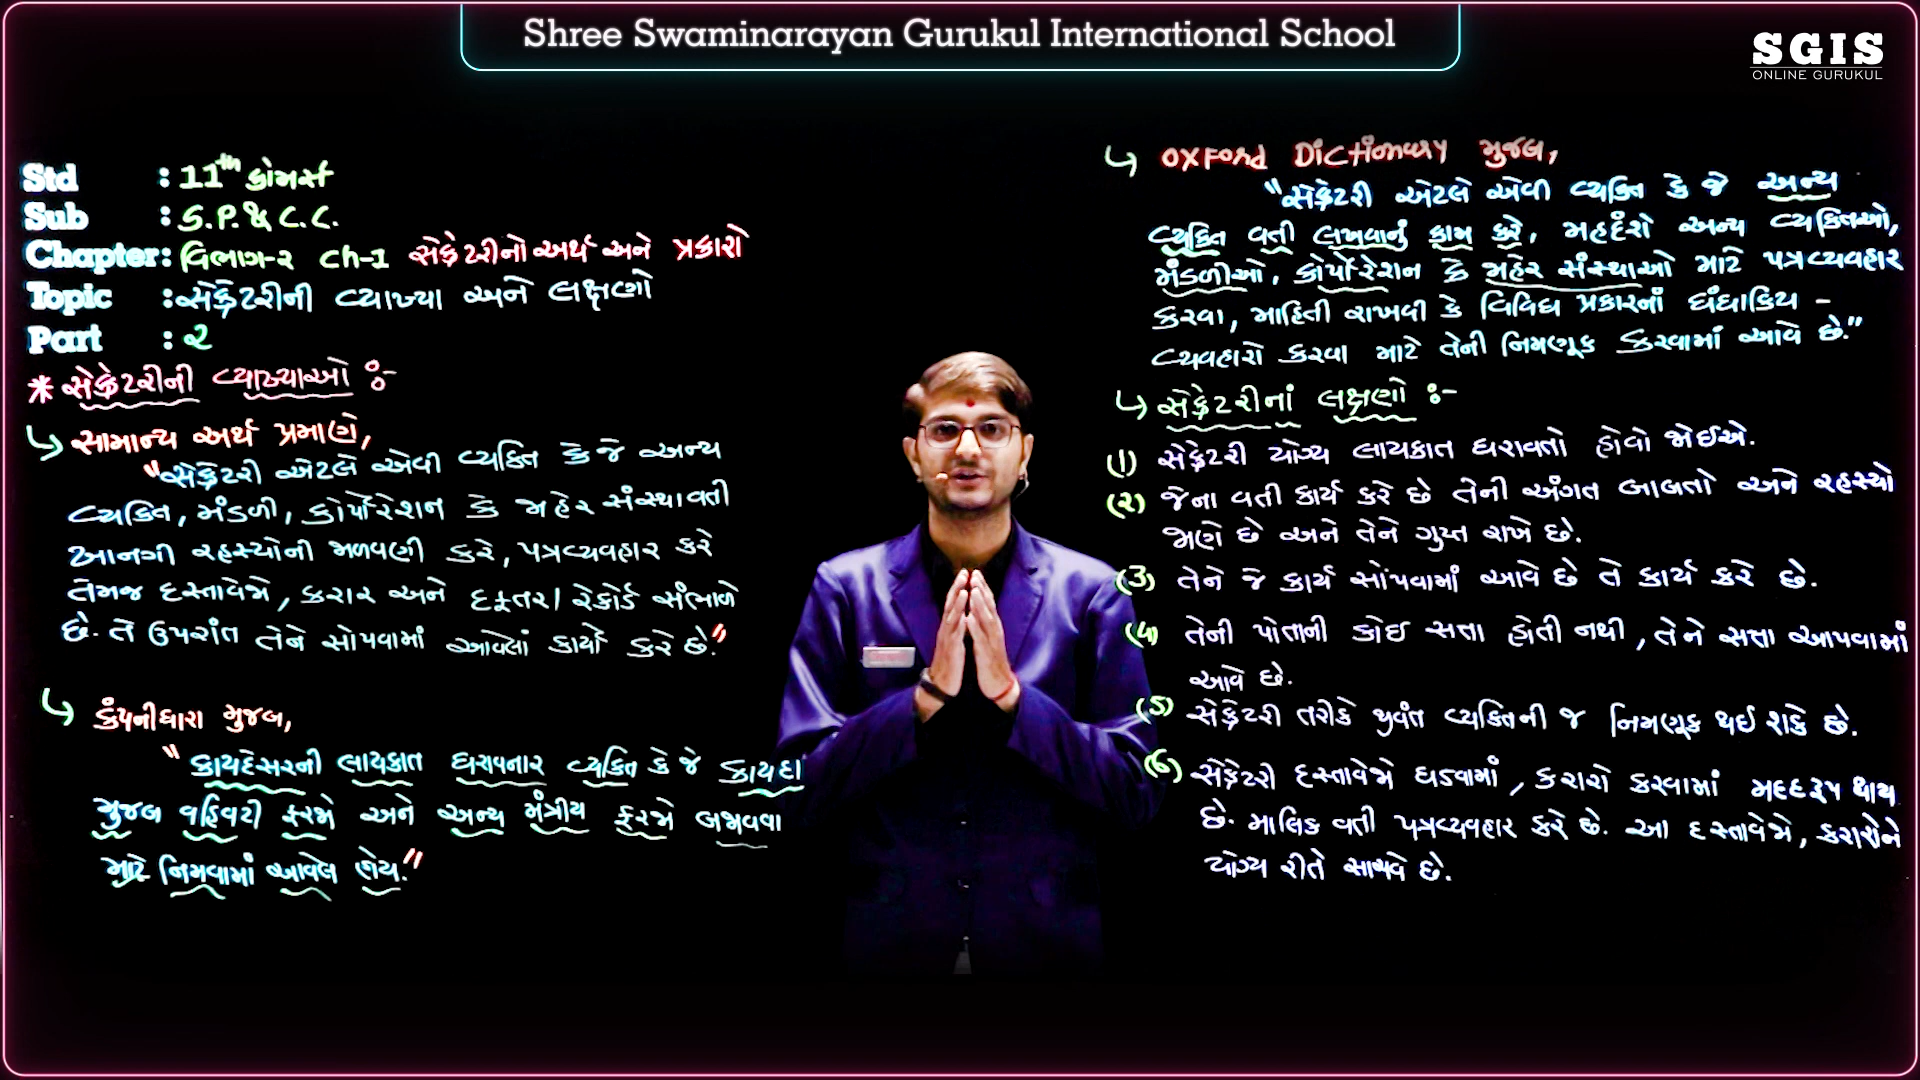 Shree Swaminarayan Gurukul International School
SGIS
ONLINE GURUKUL
Std : 11th કોમર્સ
Sub : S.P. & C.C.
Chapter: વિભાગ-૨ ch-1 સેક્રેટરીનો અર્થ અને પ્રકારો
Topic : સેક્રેટરીની વ્યાખ્યા અને લક્ષણો
Part : ૨
* સેક્રેટરીની વ્યાખ્યાઓ :-
↳ સામાન્ય અર્થ પ્રમાણે,
"સેક્રેટરી એટલે એવી વ્યક્તિ કે જે અન્ય
વ્યક્તિ, મંડળી, કોર્પોરેશન કે જાહેર સંસ્થાવતી
ખાનગી રહસ્યોની જાળવણી કરે, પત્રવ્યવહાર કરે
તેમજ દસ્તાવેજો, કરાર અને દફતર/રેકોર્ડ સંભાળે
છે. તે ઉપરાંત તેને સોંપવામાં આવેલાં કાર્યો કરે છે."
↳ કંપનીધારા મુજબ,
"કાયદેસરની લાયકાત ધરાવનાર વ્યક્તિ કે જે કાયદા
મુજબ વહિવટી ફરજો અને અન્ય મંત્રીય ફરજો બજાવવા
માટે નિમવામાં આવેલ હોય."
↳ Oxford Dictionary મુજબ,
"સેક્રેટરી એટલે એવી વ્યક્તિ કે જે અન્ય
વ્યક્તિ વતી લખવાનું કામ કરે, મહદંશે અન્ય વ્યક્તિઓ,
મંડળીઓ, કોર્પોરેશન કે જાહેર સંસ્થાઓ માટે પત્રવ્યવહાર
કરવા, માહિતી રાખવી કે વિવિધ પ્રકારનાં ધંધાકિય -
વ્યવહારો કરવા માટે તેની નિમણૂક કરવામાં આવે છે."
↳ સેક્રેટરીનાં લક્ષણો :-
(1) સેક્રેટરી યોગ્ય લાયકાત ધરાવતો હોવો જોઈએ.
(૨) જેના વતી કાર્ય કરે છે તેની અંગત બાબતો અને રહસ્યો
જાણે છે અને તેને ગુપ્ત રાખે છે.
(3) તેને જે કાર્ય સોંપવામાં આવે છે તે કાર્ય કરે છે.
(4) તેની પોતાની કોઈ સત્તા હોતી નથી, તેને સત્તા આપવામાં
આવે છે.
(5) સેક્રેટરી તરીકે જીવંત વ્યક્તિની જ નિમણૂક થઈ શકે છે.
(6) સેક્રેટરી દસ્તાવેજો ઘડવામાં, કરારો કરવામાં મદદરૂપ થાય
છે. માલિક વતી પત્રવ્યવહાર કરે છે. આ દસ્તાવેજો, કરારોને
યોગ્ય રીતે સાચવે છે.